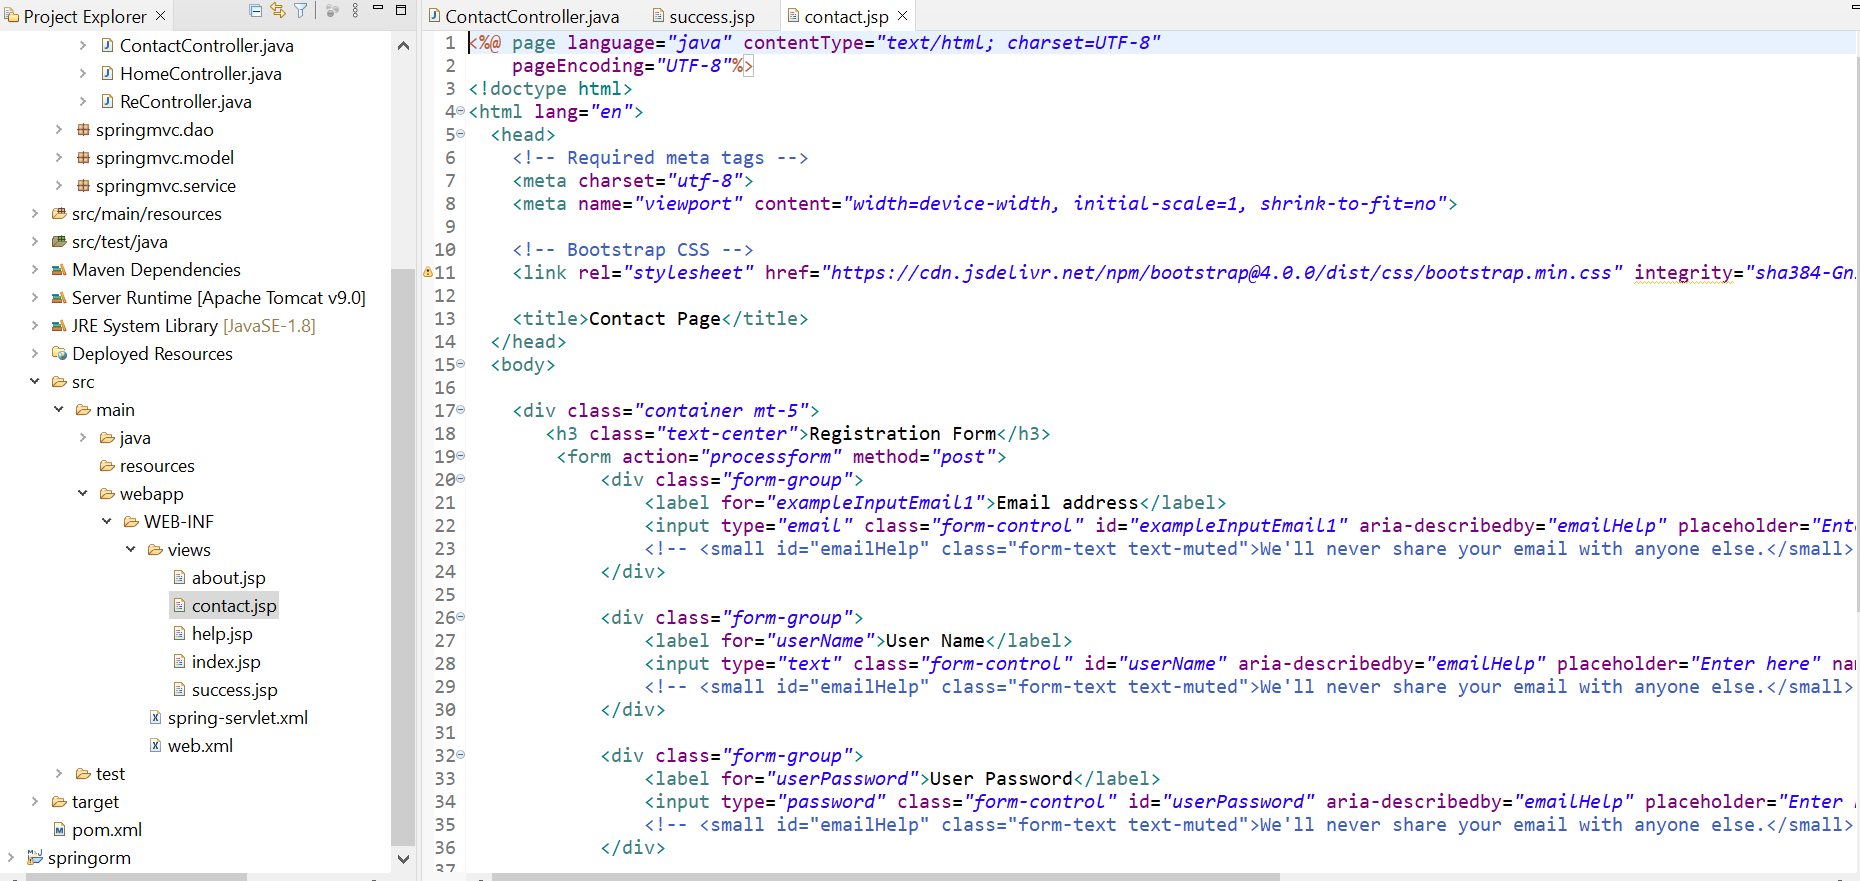 Project Explorer
ContactController.java
HomeController.java
ReController.java
springmvc.dao
springmvc.model
springmvc.service
src/main/resources
src/test/java
Maven Dependencies
Server Runtime [Apache Tomcat v9.0]
JRE System Library [JavaSE-1.8]
Deployed Resources
src
main
java
resources
webapp
WEB-INF
views
about.jsp
contact.jsp
help.jsp
index.jsp
success.jsp
spring-servlet.xml
web.xml
test
target
pom.xml
springorm
ContactController.java success.jsp contact.jsp
1 <%@ page language="java" contentType="text/html; charset=UTF-8"
2 pageEncoding="UTF-8"%>
3 <!doctype html>
4 <html lang="en">
5 <head>
6 <!-- Required meta tags -->
7 <meta charset="utf-8">
8 <meta name="viewport" content="width=device-width, initial-scale=1, shrink-to-fit=no">
9
10 <!-- Bootstrap CSS -->
11 <link rel="stylesheet" href="https://cdn.jsdelivr.net/npm/bootstrap@4.0.0/dist/css/bootstrap.min.css" integrity="sha384-Gn
12
13 <title>Contact Page</title>
14 </head>
15 <body>
16
17 <div class="container mt-5">
18 <h3 class="text-center">Registration Form</h3>
19 <form action="processform" method="post">
20 <div class="form-group">
21 <label for="exampleInputEmail1">Email address</label>
22 <input type="email" class="form-control" id="exampleInputEmail1" aria-describedby="emailHelp" placeholder="Ent
23 <!-- <small id="emailHelp" class="form-text text-muted">We'll never share your email with anyone else.</small>
24 </div>
25
26 <div class="form-group">
27 <label for="userName">User Name</label>
28 <input type="text" class="form-control" id="userName" aria-describedby="emailHelp" placeholder="Enter here" na
29 <!-- <small id="emailHelp" class="form-text text-muted">We'll never share your email with anyone else.</small>
30 </div>
31
32 <div class="form-group">
33 <label for="userPassword">User Password</label>
34 <input type="password" class="form-control" id="userPassword" aria-describedby="emailHelp" placeholder="Enter
35 <!-- <small id="emailHelp" class="form-text text-muted">We'll never share your email with anyone else.</small>
36 </div>
37